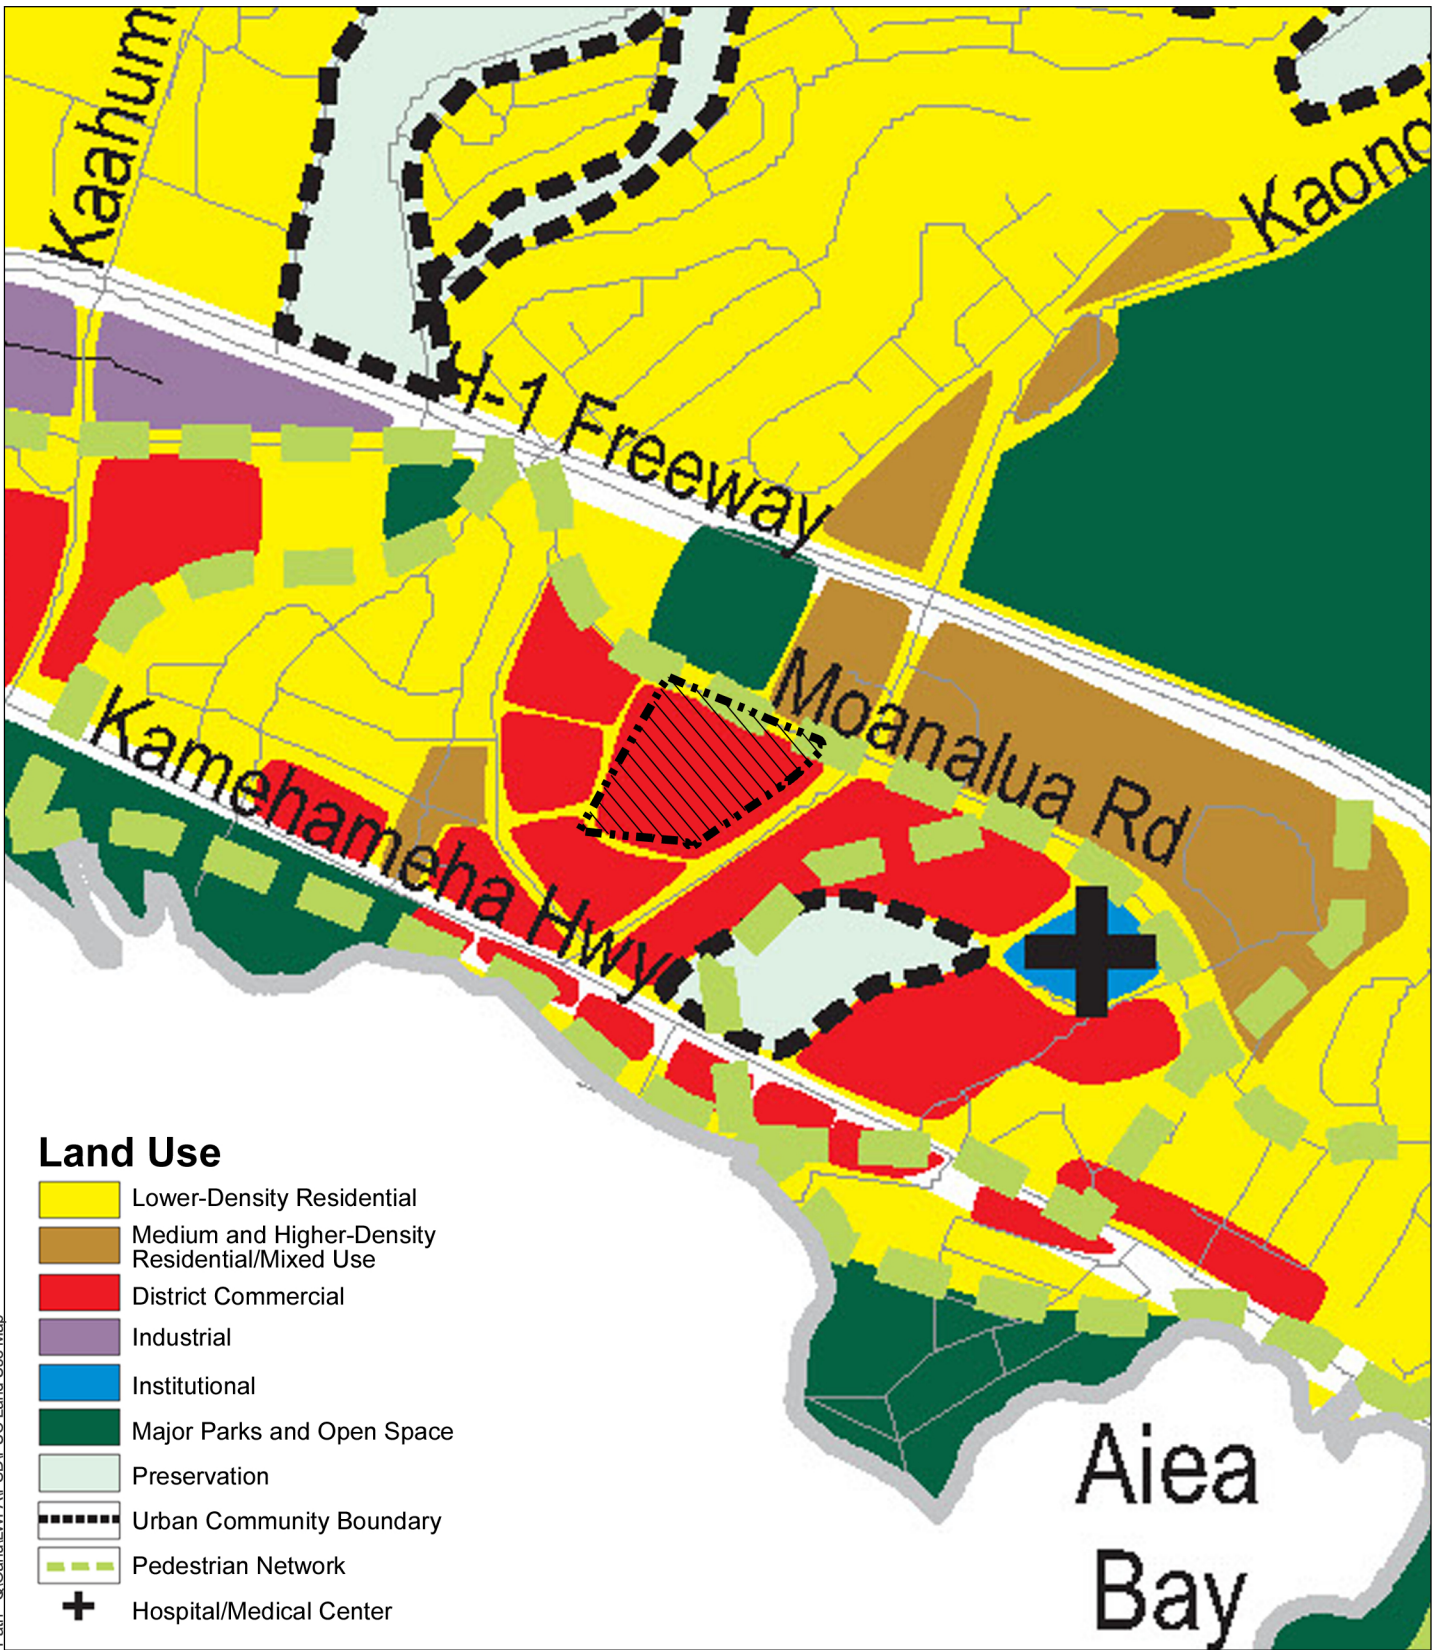 Kaahum
Kaono
H-1 Freeway
Moanalua Rd
Kamehameha Hwy
Land Use
Lower-Density Residential
Medium and Higher-Density
Residential/Mixed Use
District Commercial
Industrial
Institutional
Major Parks and Open Space
Preservation
Urban Community Boundary
Pedestrian Network
Hospital/Medical Center
Aiea
Bay